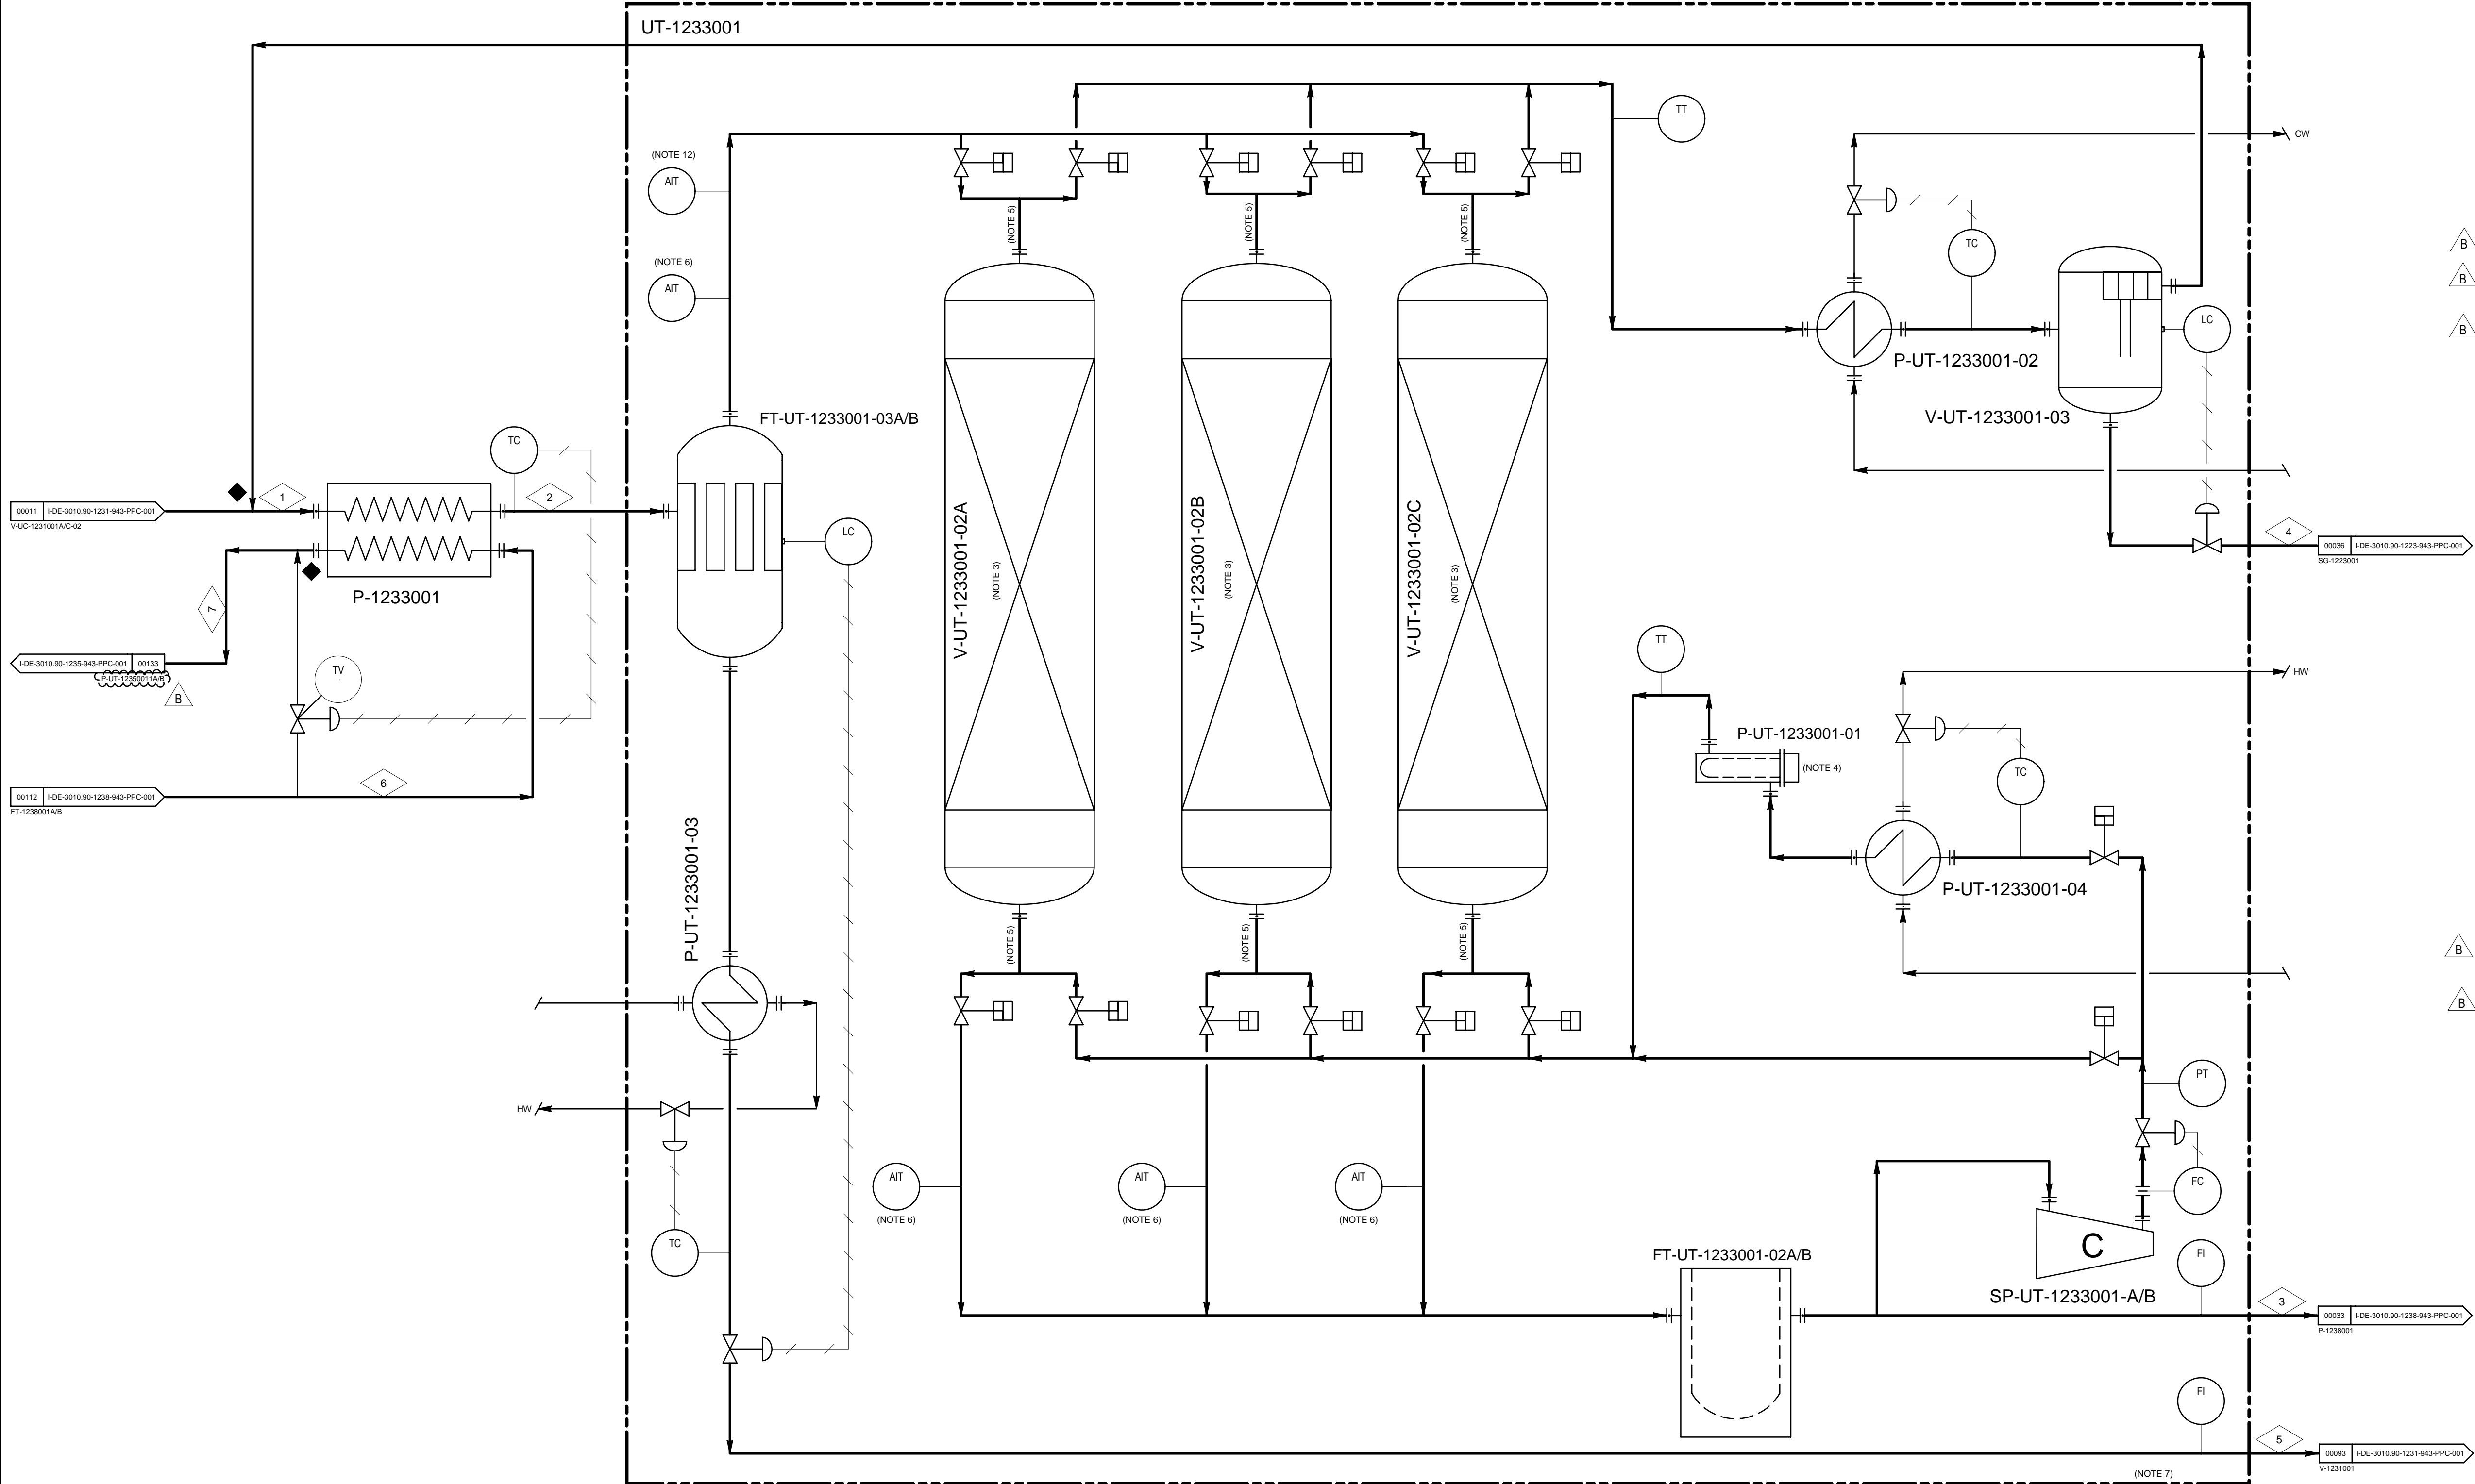 UT-1233001
(NOTE 12)
AIT
(NOTE 6)
AIT
TT
CW
TC
LC
P-UT-1233001-02
V-UT-1233001-03
B
B
B
(NOTE 5)
(NOTE 5)
(NOTE 5)
FT-UT-1233001-03A/B
TC
1
2
00011 I-DE-3010.90-1231-943-PPC-001
V-UC-1231001A/C-02
P-1233001
LC
V-UT-1233001-02A
(NOTE 3)
V-UT-1233001-02B
(NOTE 3)
V-UT-1233001-02C
(NOTE 3)
4
00036 I-DE-3010.90-1223-943-PPC-001
SG-1223001
7
I-DE-3010.90-1235-943-PPC-001 00133
P-UT-12350011A/B
B
TV
TT
HW
P-UT-1233001-01
(NOTE 4)
TC
6
00112 I-DE-3010.90-1238-943-PPC-001
FT-1238001A/B
P-UT-1233001-03
P-UT-1233001-04
(NOTE 5)
(NOTE 5)
(NOTE 5)
B
B
HW
PT
AIT
(NOTE 6)
AIT
(NOTE 6)
AIT
(NOTE 6)
FC
TC
FT-UT-1233001-02A/B
C
FI
SP-UT-1233001-A/B
3
00033 I-DE-3010.90-1238-943-PPC-001
P-1238001
FI
5
00093 I-DE-3010.90-1231-943-PPC-001
V-1231001
(NOTE 7)